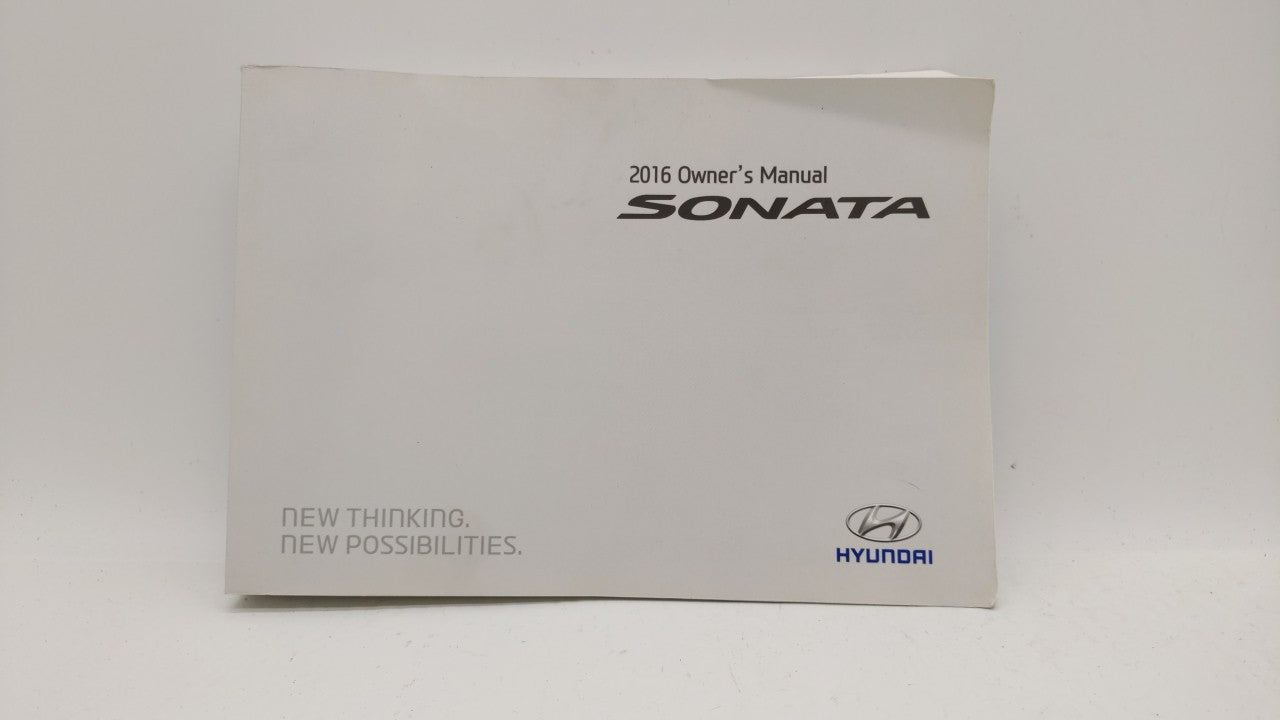 2016 Owner's Manual
SONATA
NEW THINKING.
NEW POSSIBILITIES.
HYUNDAI